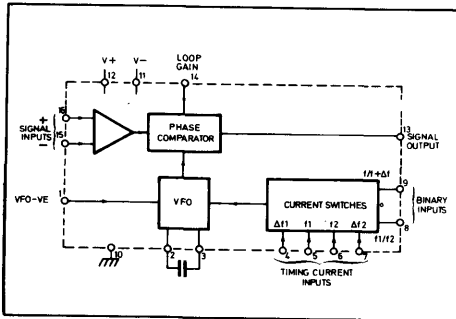 V+ V- LOOP
GAIN
12 11 14
16
+
SIGNAL
INPUTS
15
−
PHASE
COMPARATOR
13
SIGNAL
OUTPUT
f/f+Δf
9
VFO-VE
1
VFO
CURRENT SWITCHES
BINARY
INPUTS
Δf1 f1 f2 Δf2
8
f1/f2
10
2 3
4 5 6 7
TIMING CURRENT
INPUTS